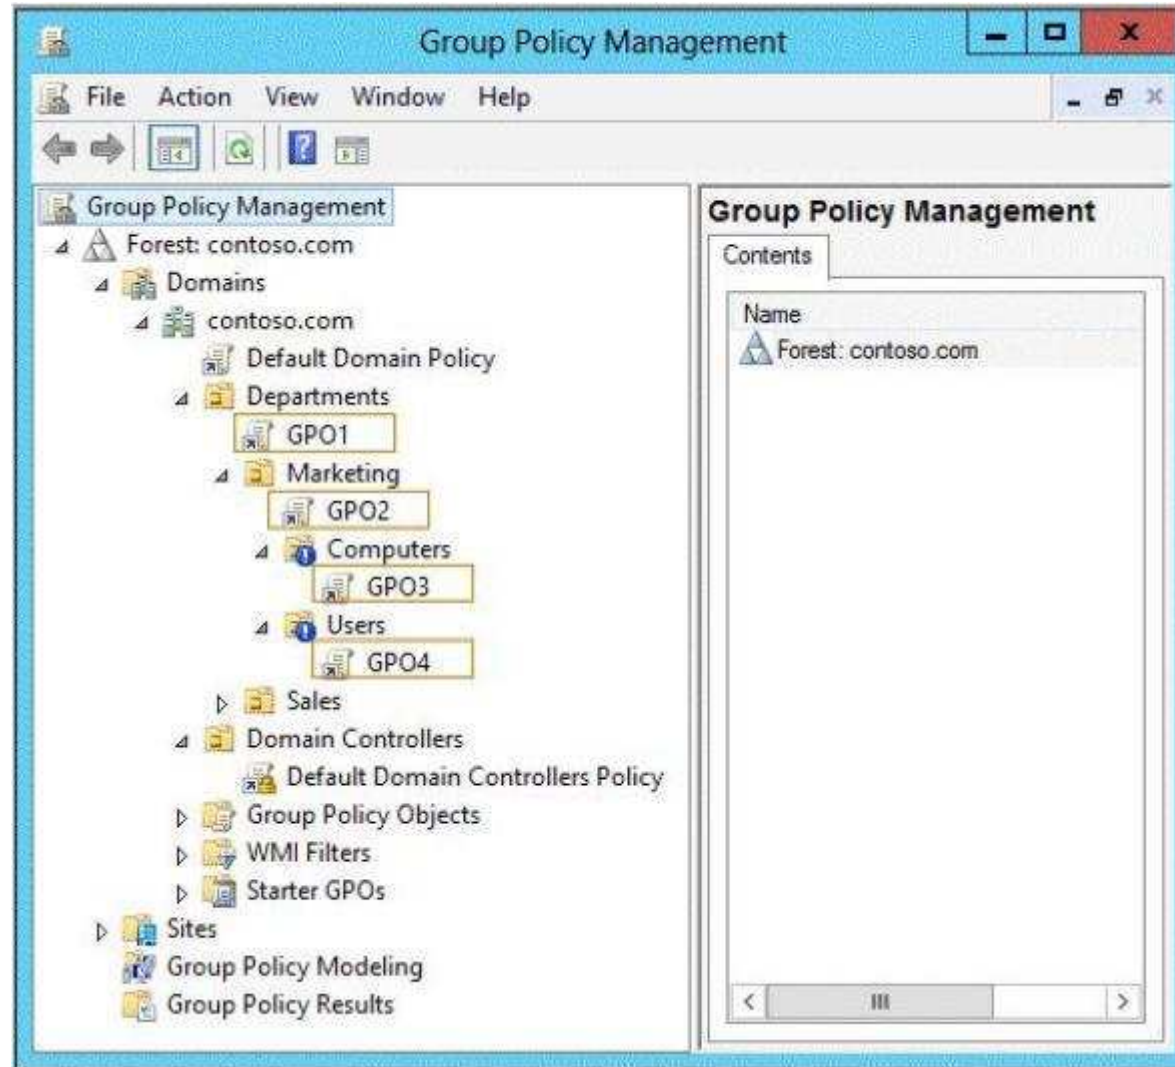 Group Policy Management
File Action View Window Help
Group Policy Management
Forest: contoso.com
Domains
contoso.com
Default Domain Policy
Departments
GPO1
Marketing
GPO2
Computers
GPO3
Users
GPO4
Sales
Domain Controllers
Default Domain Controllers Policy
Group Policy Objects
WMI Filters
Starter GPOs
Sites
Group Policy Modeling
Group Policy Results
Group Policy Management
Contents
Name
Forest: contoso.com